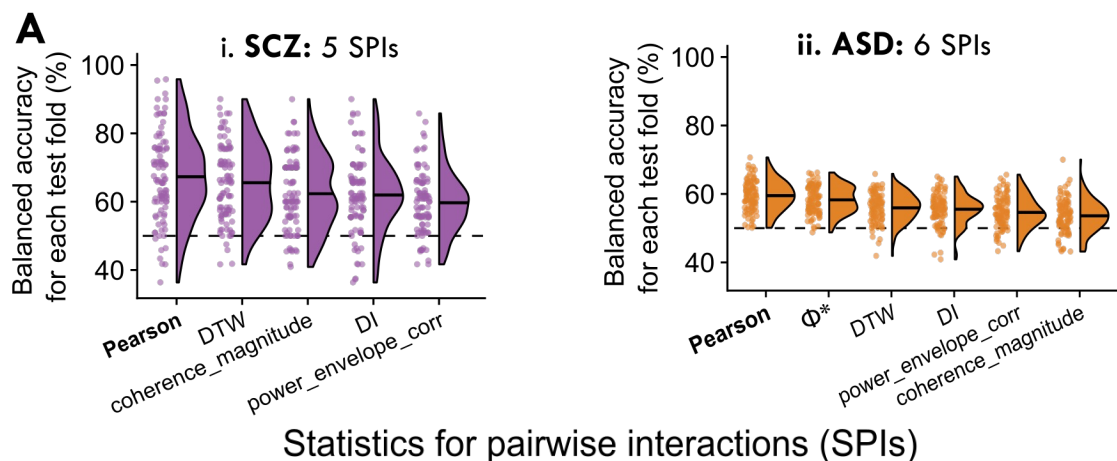 A
i. SCZ: 5 SPIs
Balanced accuracy
for each test fold (%)
100
80
60
40
Pearson
DTW
coherence_magnitude
DI
power_envelope_corr
ii. ASD: 6 SPIs
Balanced accuracy
for each test fold (%)
100
80
60
40
Pearson
Φ*
DTW
DI
power_envelope_corr
coherence_magnitude
Statistics for pairwise interactions (SPIs)